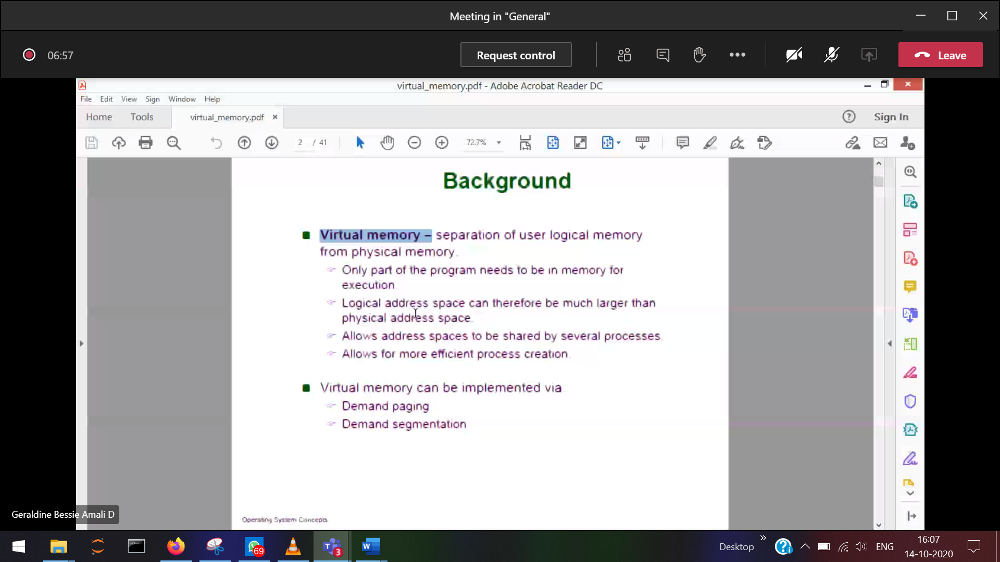 Meeting in "General"
06:57
Request control
Leave
virtual_memory.pdf - Adobe Acrobat Reader DC
File Edit View Sign Window Help
Home Tools virtual_memory.pdf × Sign In
2 / 41 72.7%
Background
Virtual memory – separation of user logical memory
from physical memory.
Only part of the program needs to be in memory for
execution.
Logical address space can therefore be much larger than
physical address space.
Allows address spaces to be shared by several processes.
Allows for more efficient process creation.
Virtual memory can be implemented via:
Demand paging
Demand segmentation
Geraldine Bessie Amali D
Operating System Concepts
69
3
Desktop
ENG
16:07
14-10-2020